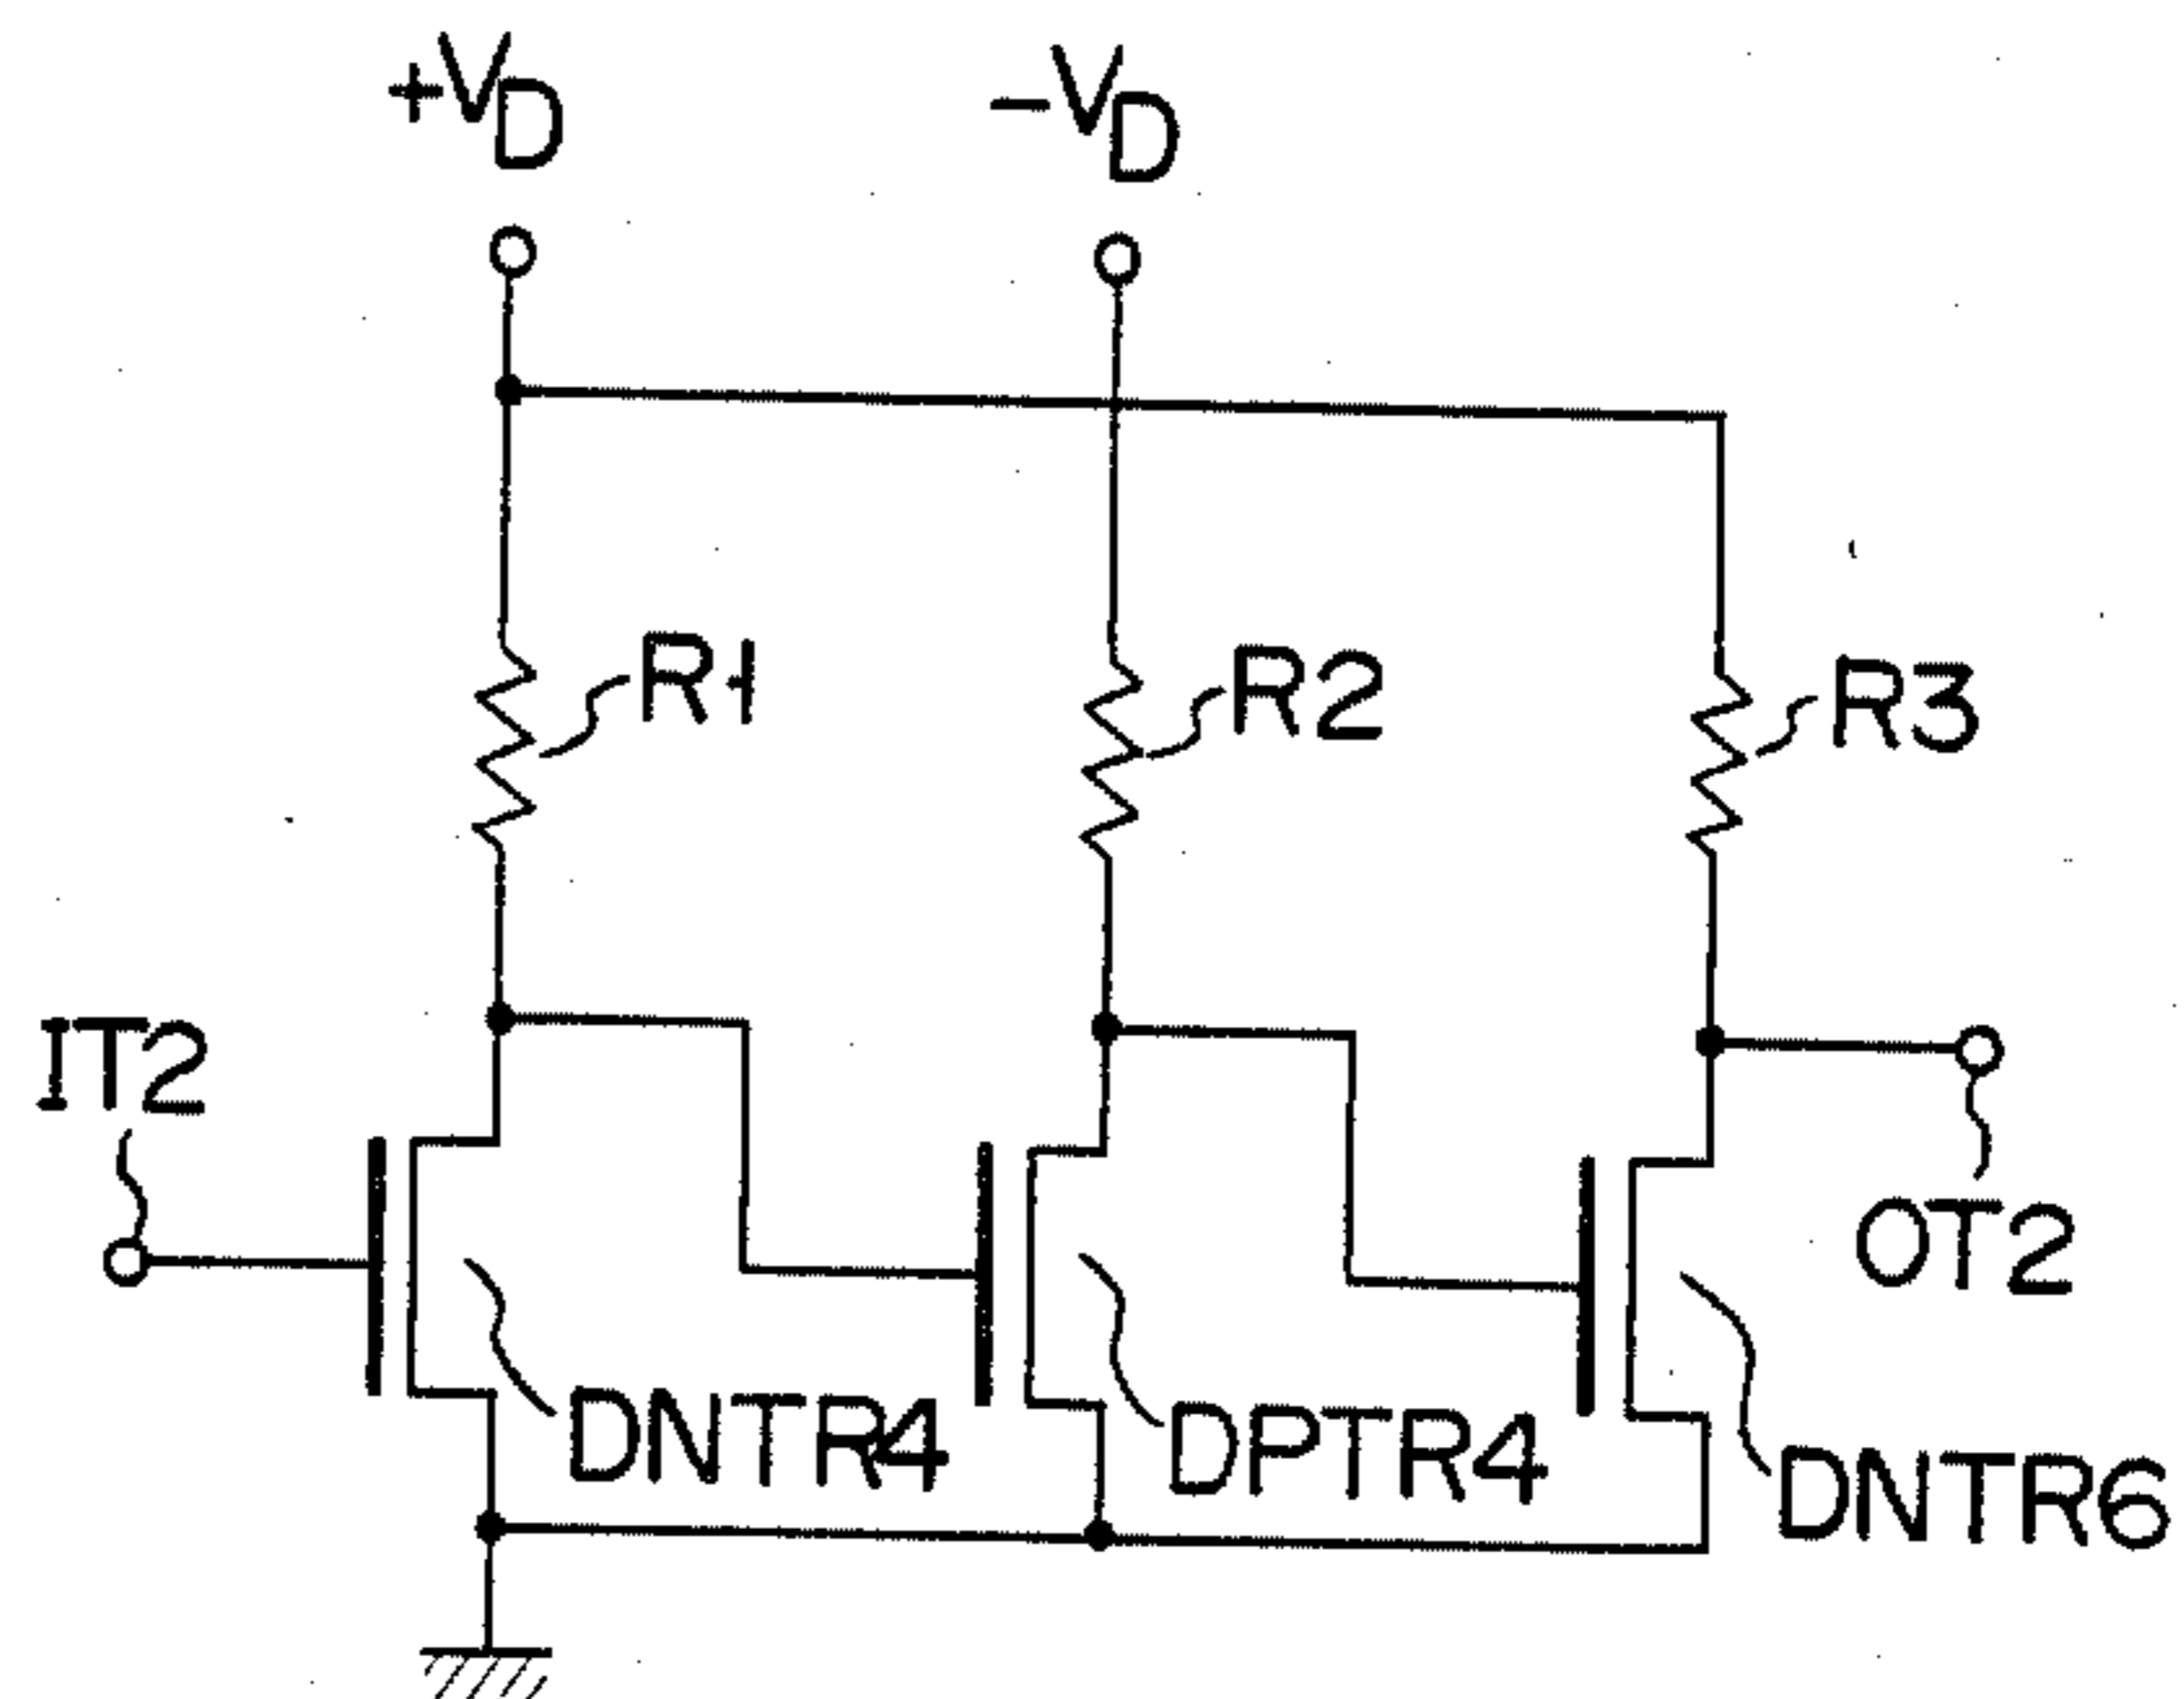 +VD
-VD
R1
R2
R3
IT2
OT2
DNTR4
DPTR4
DNTR6